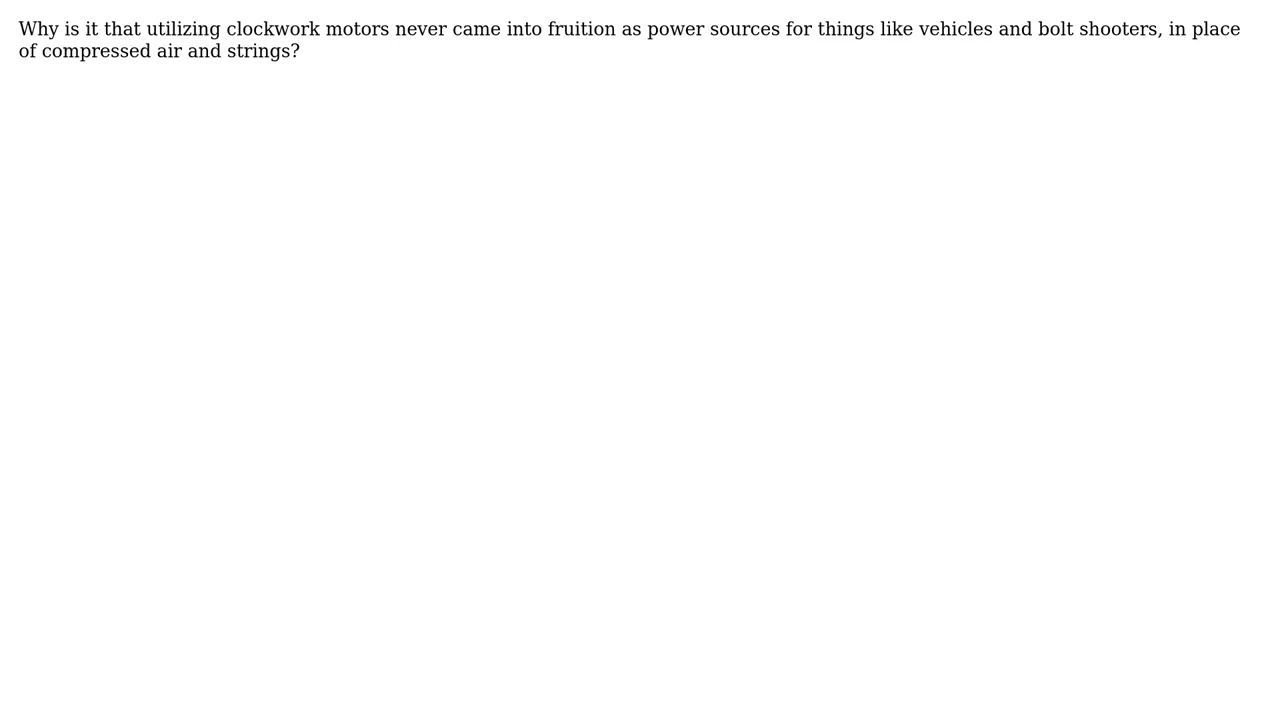 Why is it that utilizing clockwork motors never came into fruition as power sources for things like vehicles and bolt shooters, in place
of compressed air and strings?